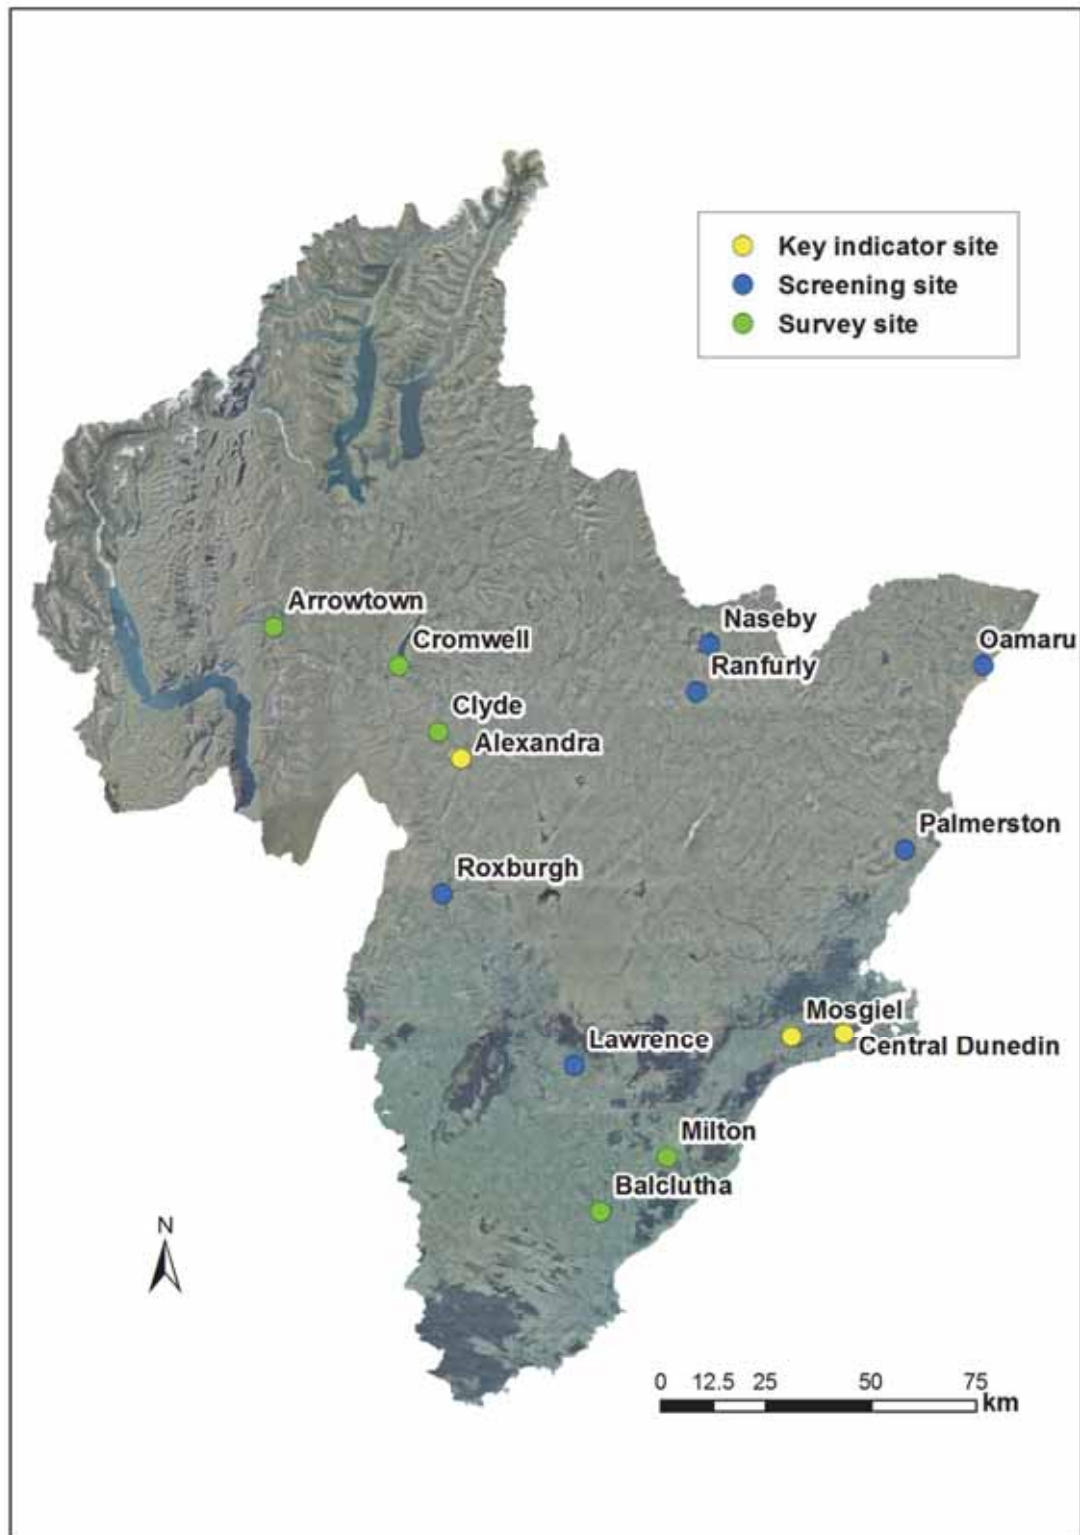 Key indicator site
Screening site
Survey site
Arrowtown
Naseby
Cromwell
Oamaru
Ranfurly
Clyde
Alexandra
Palmerston
Roxburgh
Mosgiel
Lawrence
Central Dunedin
Milton
Balclutha
N
0 12.5 25 50 75
km